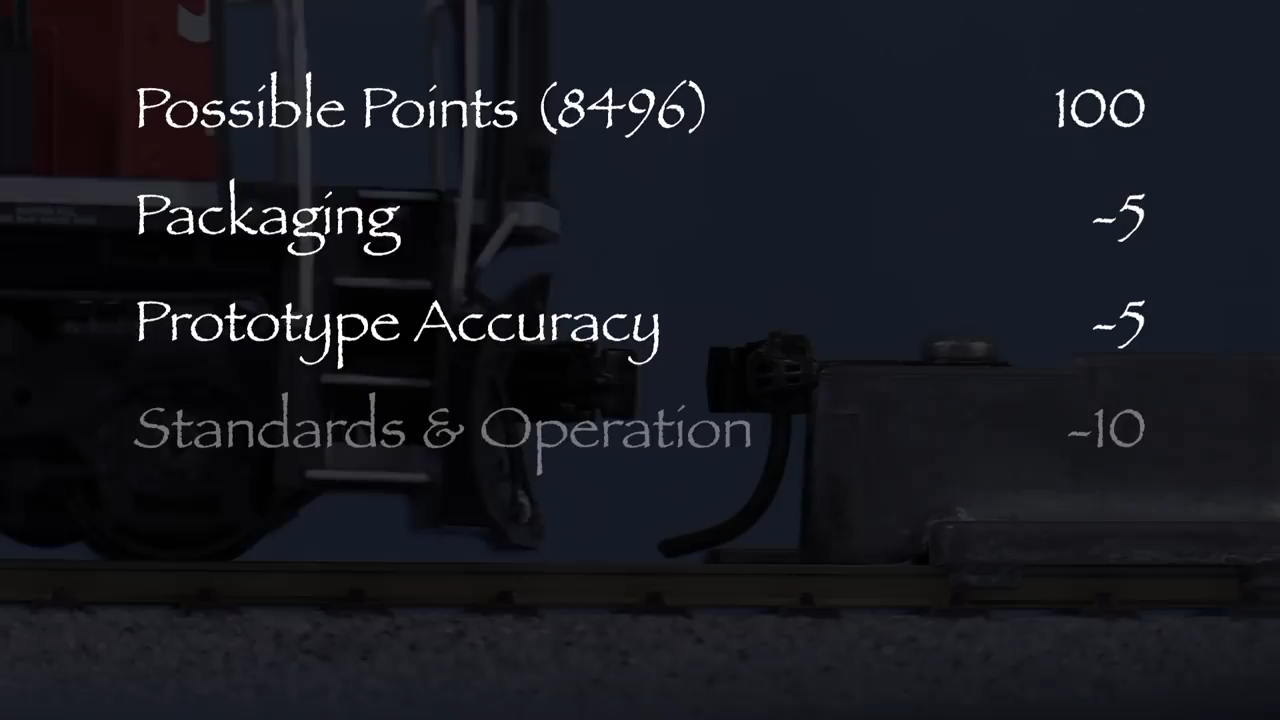 Possible Points (8496) 100
Packaging -5
Prototype Accuracy -5
Standards & Operation -10